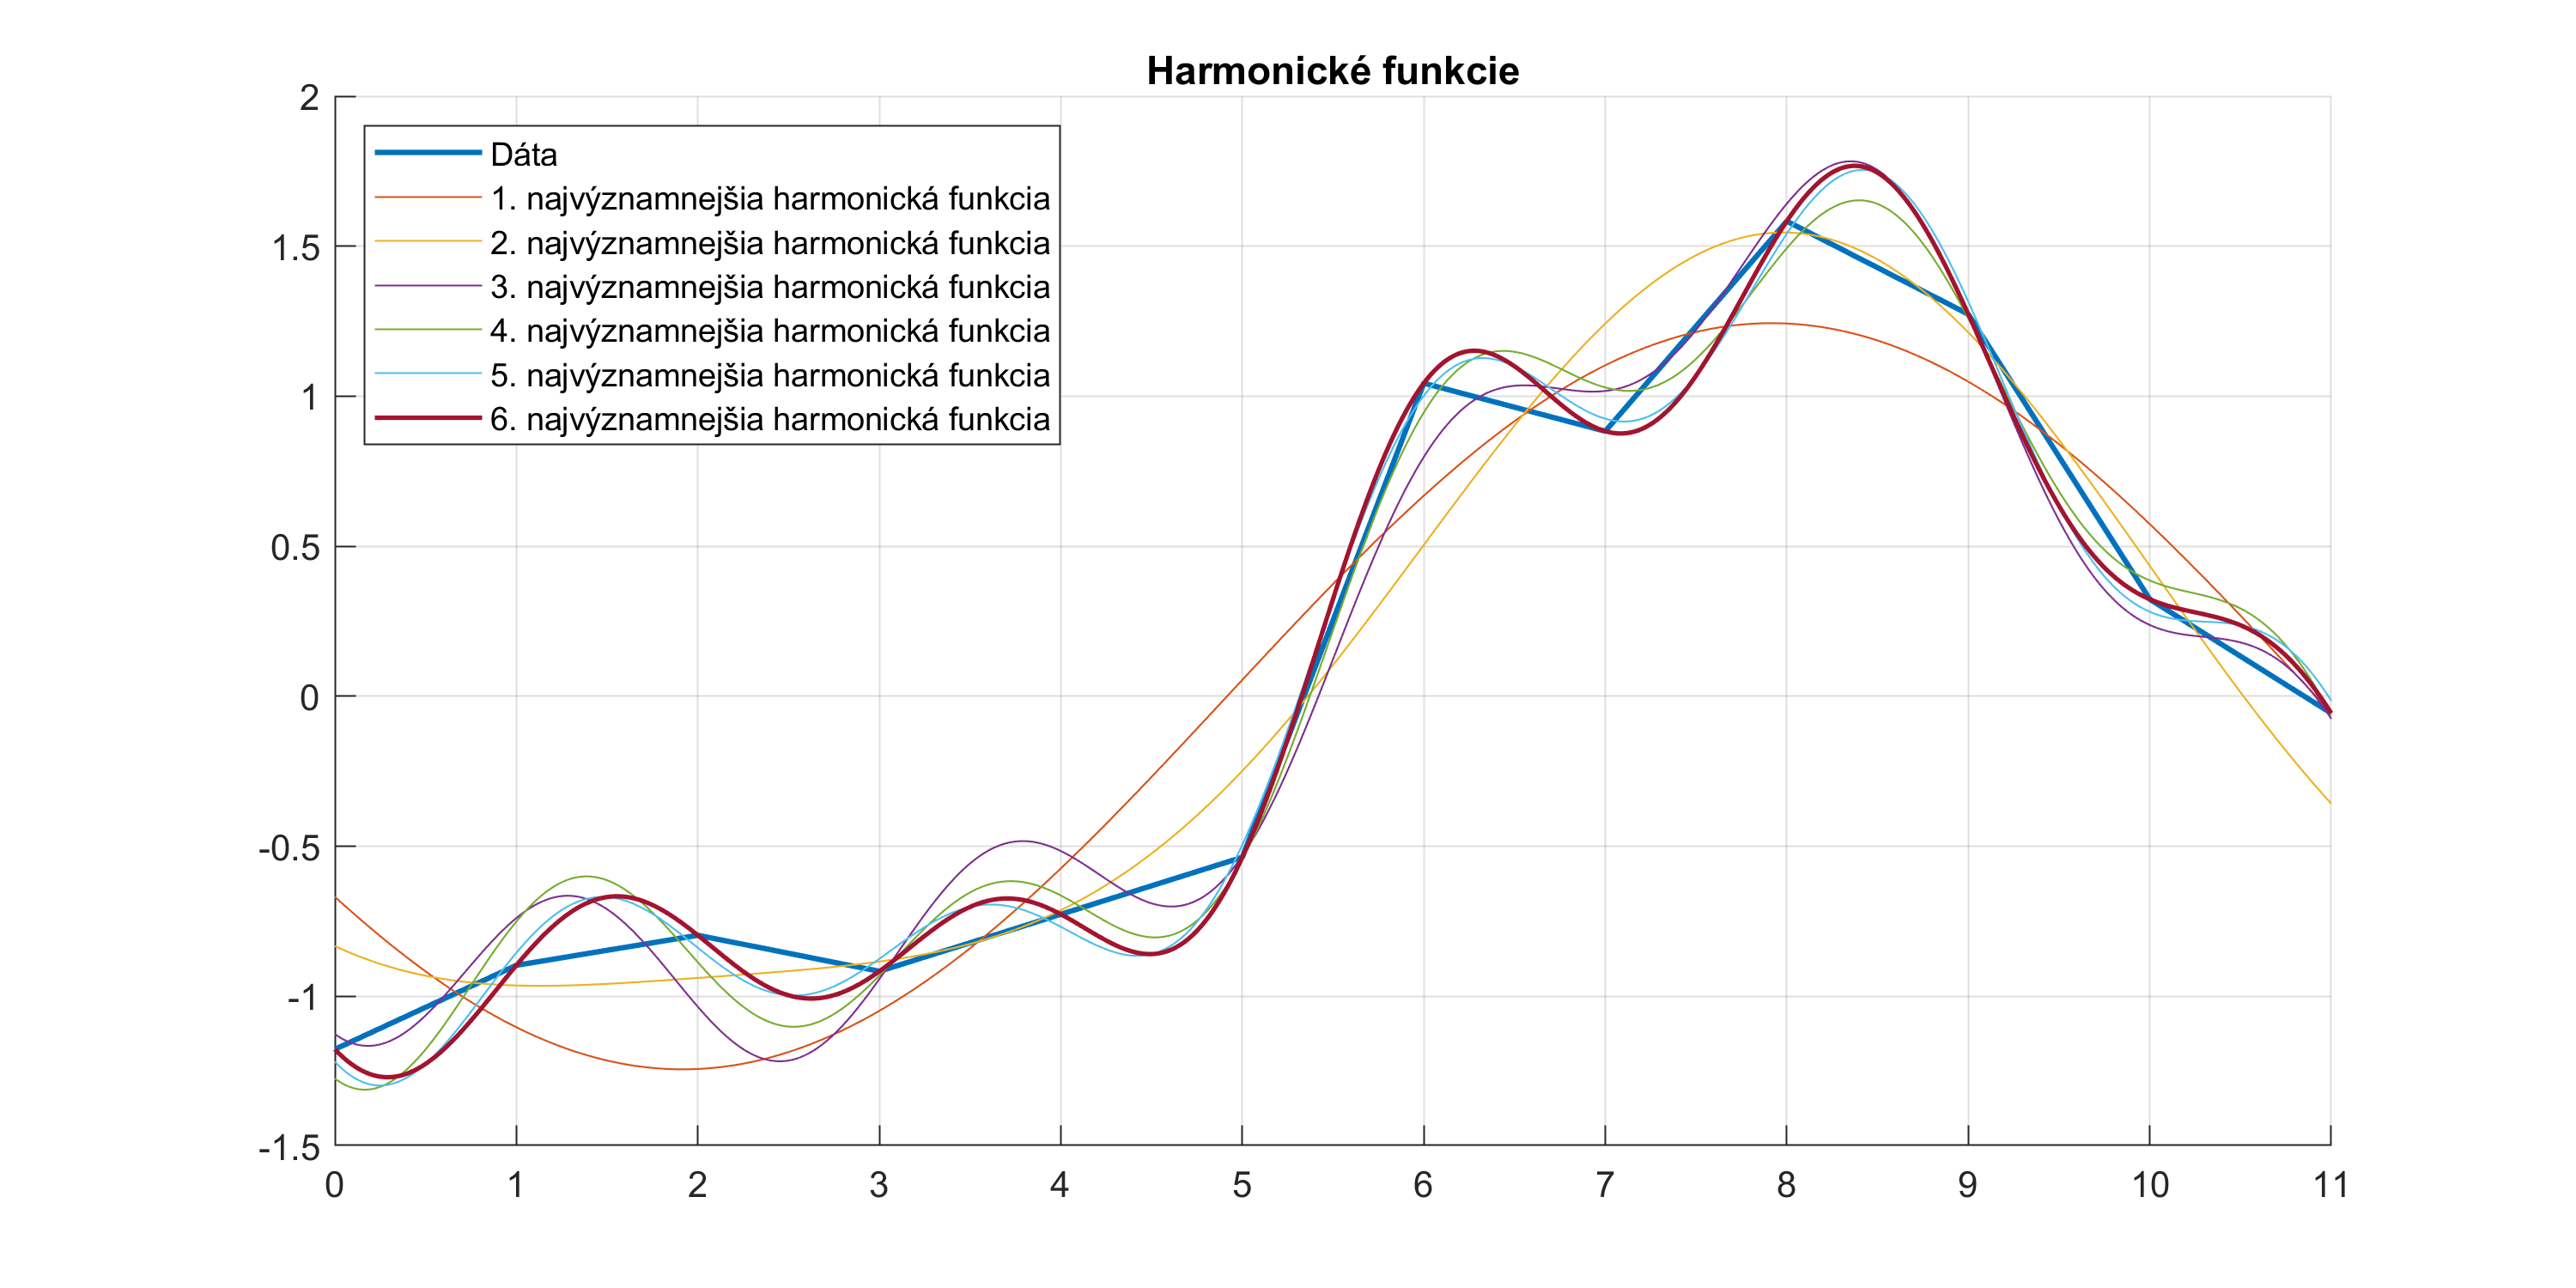 Harmonické funkcie
2
1.5
1
0.5
0
-0.5
-1
-1.5
Dáta
1. najvýznamnejšia harmonická funkcia
2. najvýznamnejšia harmonická funkcia
3. najvýznamnejšia harmonická funkcia
4. najvýznamnejšia harmonická funkcia
5. najvýznamnejšia harmonická funkcia
6. najvýznamnejšia harmonická funkcia
0 1 2 3 4 5 6 7 8 9 10 11